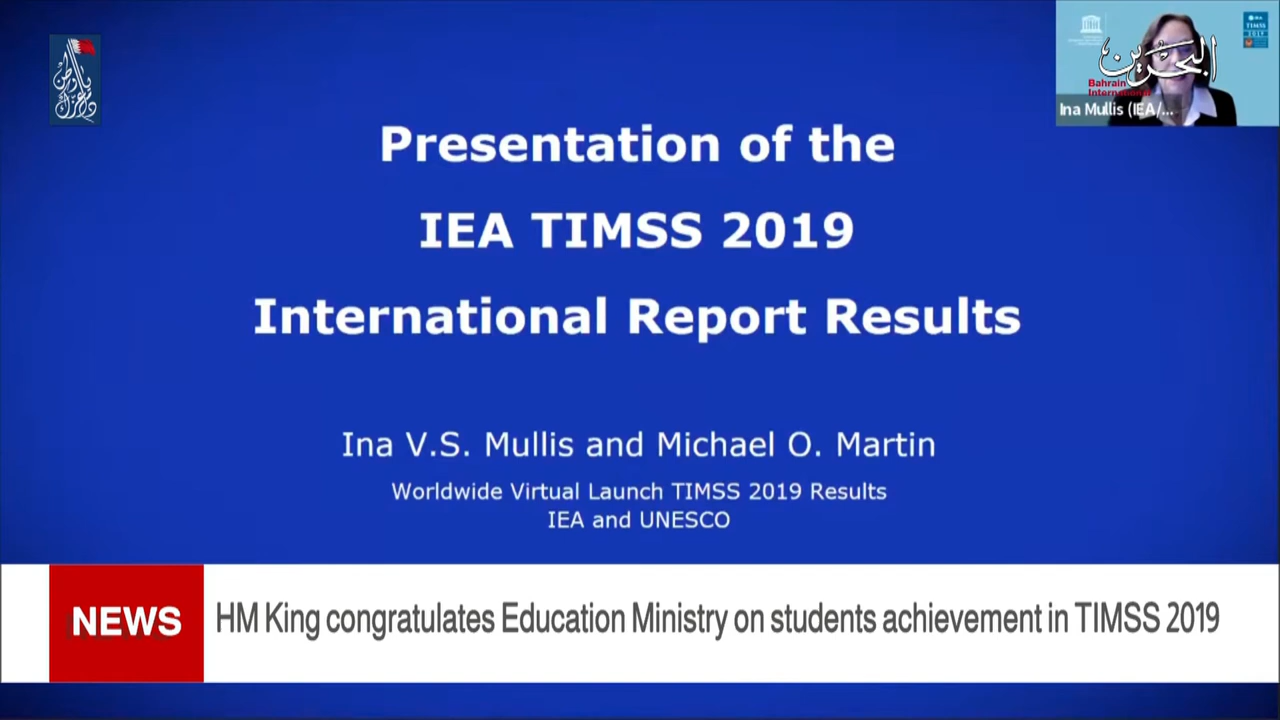 البحرين
Bahrain
International
Ina Mullis (IEA/...
Presentation of the
IEA TIMSS 2019
International Report Results
Ina V.S. Mullis and Michael O. Martin
Worldwide Virtual Launch TIMSS 2019 Results
IEA and UNESCO
NEWS
HM King congratulates Education Ministry on students achievement in TIMSS 2019